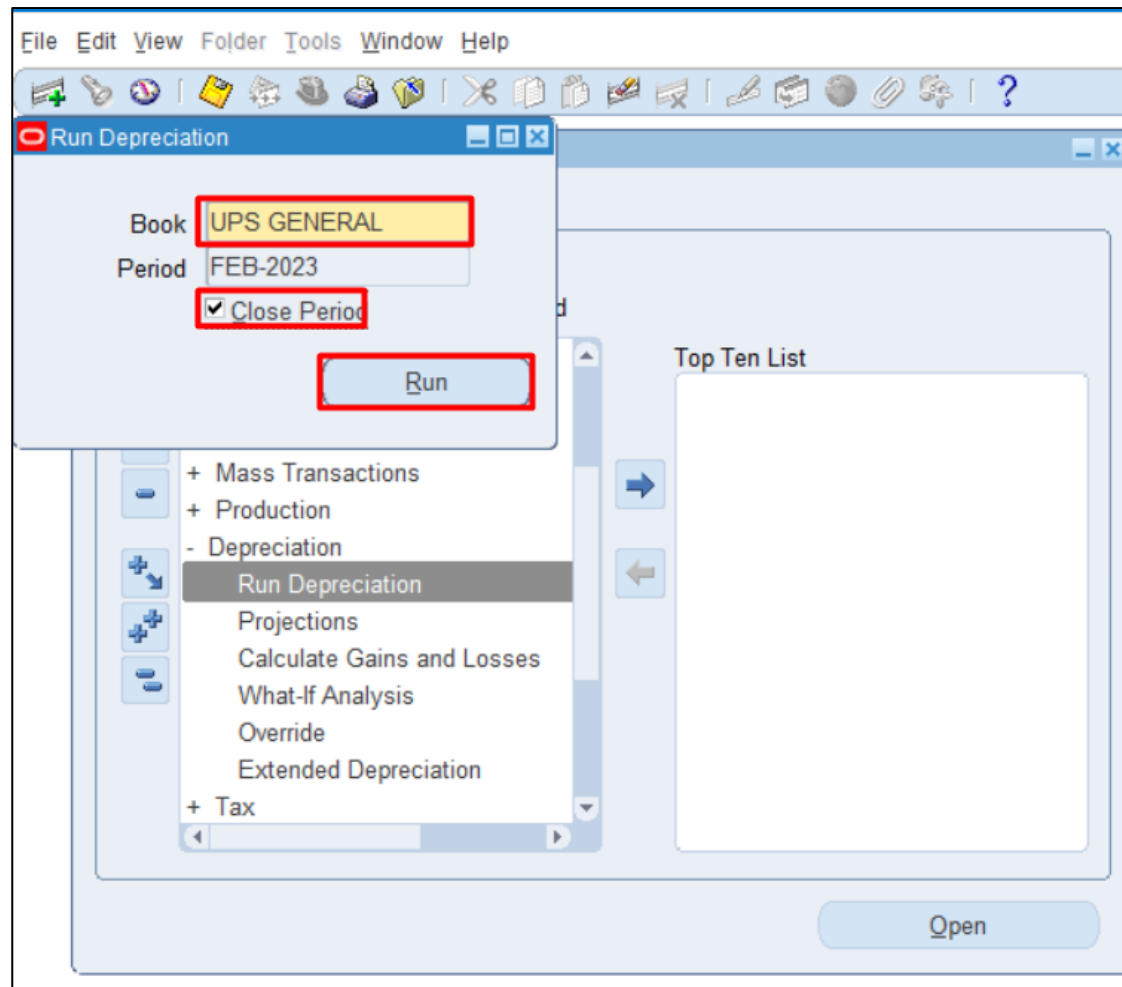 File Edit View Folder Tools Window Help
Run Depreciation
Book UPS GENERAL
Period FEB-2023
Close Period
Run
d
Top Ten List
+ Mass Transactions
+ Production
- Depreciation
Run Depreciation
Projections
Calculate Gains and Losses
What-If Analysis
Override
Extended Depreciation
+ Tax
Open